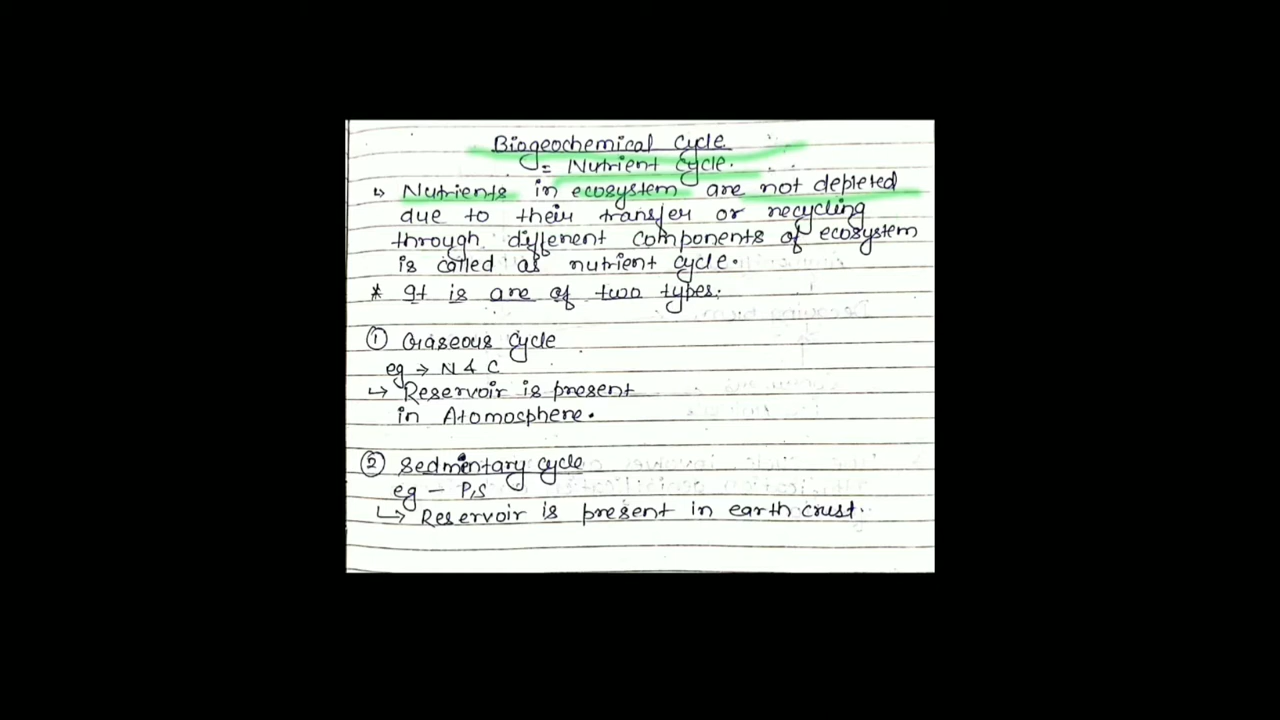 Biogeochemical Cycle
= Nutrient Cycle.
↳ Nutrients in ecosystem are not depleted
due to their transfer or recycling
through different components of ecosystem
is called as nutrient cycle.
* It is are of two types.
① Gaseous cycle
eg → N & C
↳ Reservoir is present
in Atomosphere.
② Sedimentary cycle
eg – P, S
↳ Reservoir is present in earth crust.